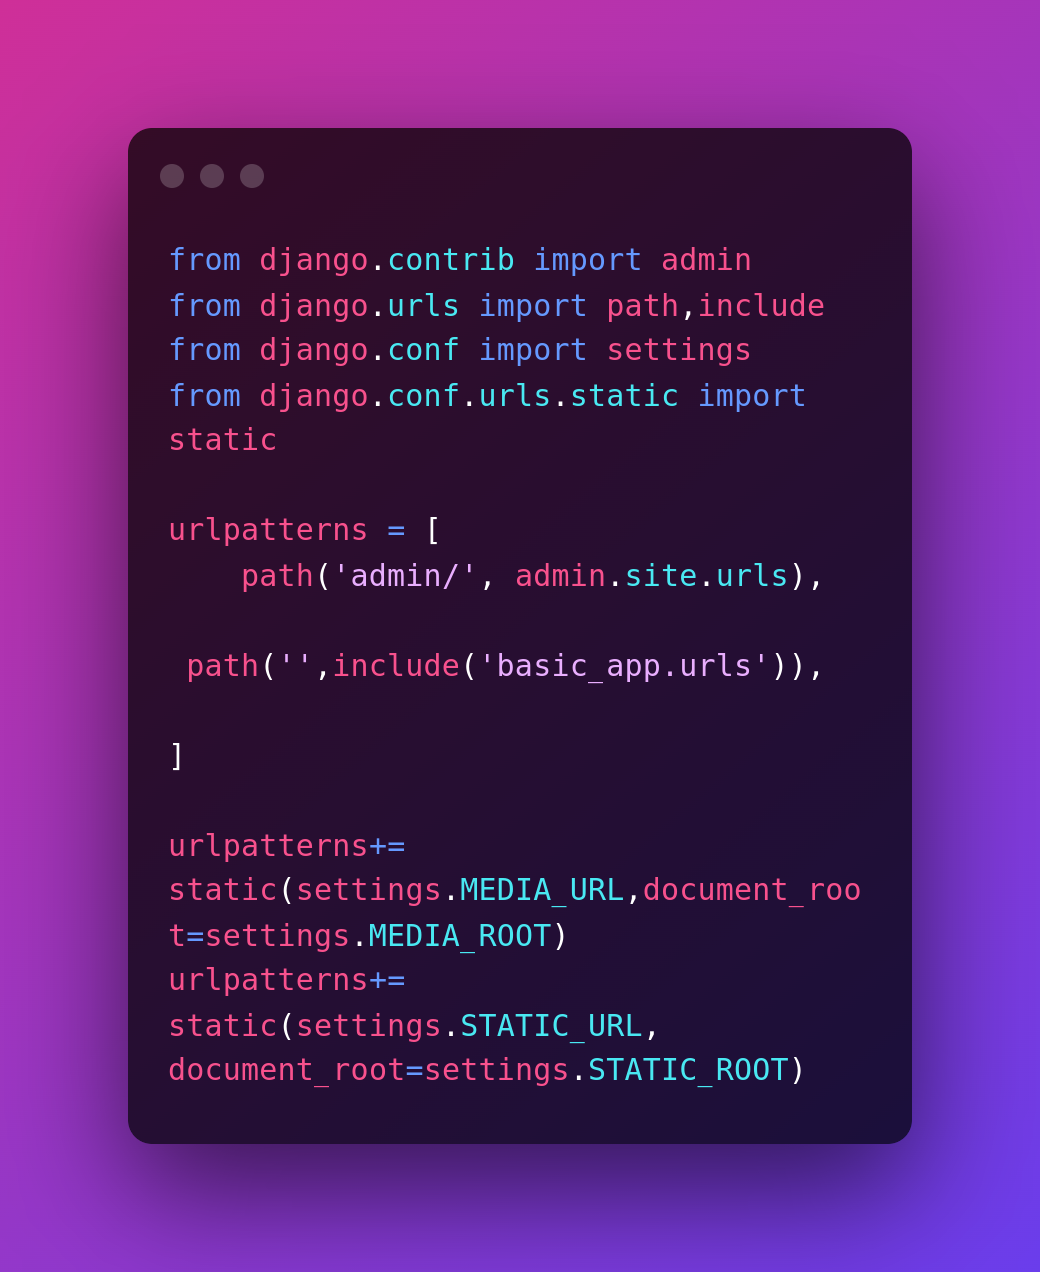 from django.contrib import admin
from django.urls import path,include
from django.conf import settings
from django.conf.urls.static import
static

urlpatterns = [
    path('admin/', admin.site.urls),

 path('',include('basic_app.urls')),

]

urlpatterns+=
static(settings.MEDIA_URL,document_roo
t=settings.MEDIA_ROOT)
urlpatterns+=
static(settings.STATIC_URL,
document_root=settings.STATIC_ROOT)